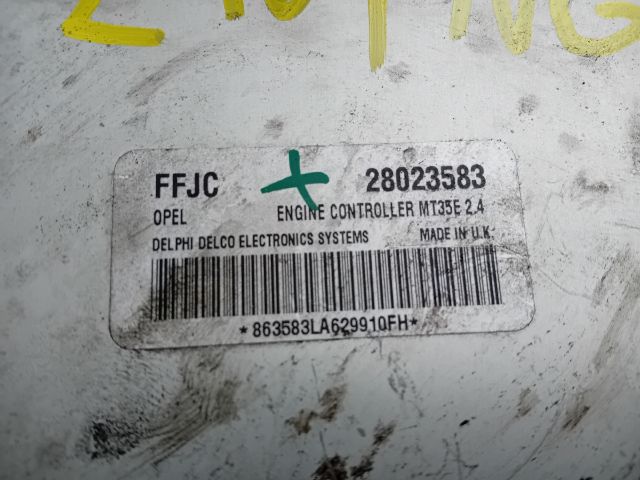 FFJC 28023583
OPEL ENGINE CONTROLLER MT35E 2.4
DELPHI DELCO ELECTRONICS SYSTEMS MADE IN U.K.
*863583LA629910FH*